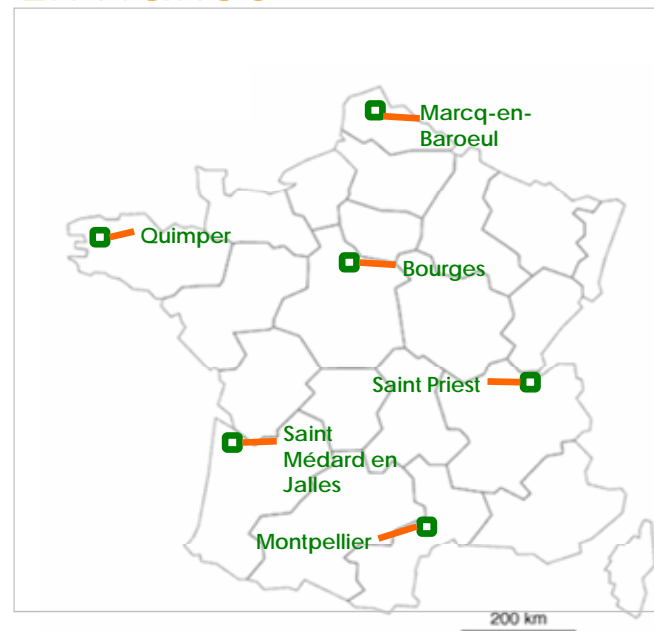 Marcq-en-
Baroeul
Quimper
Bourges
Saint Priest
Saint
Médard en
Jalles
Montpellier
200 km